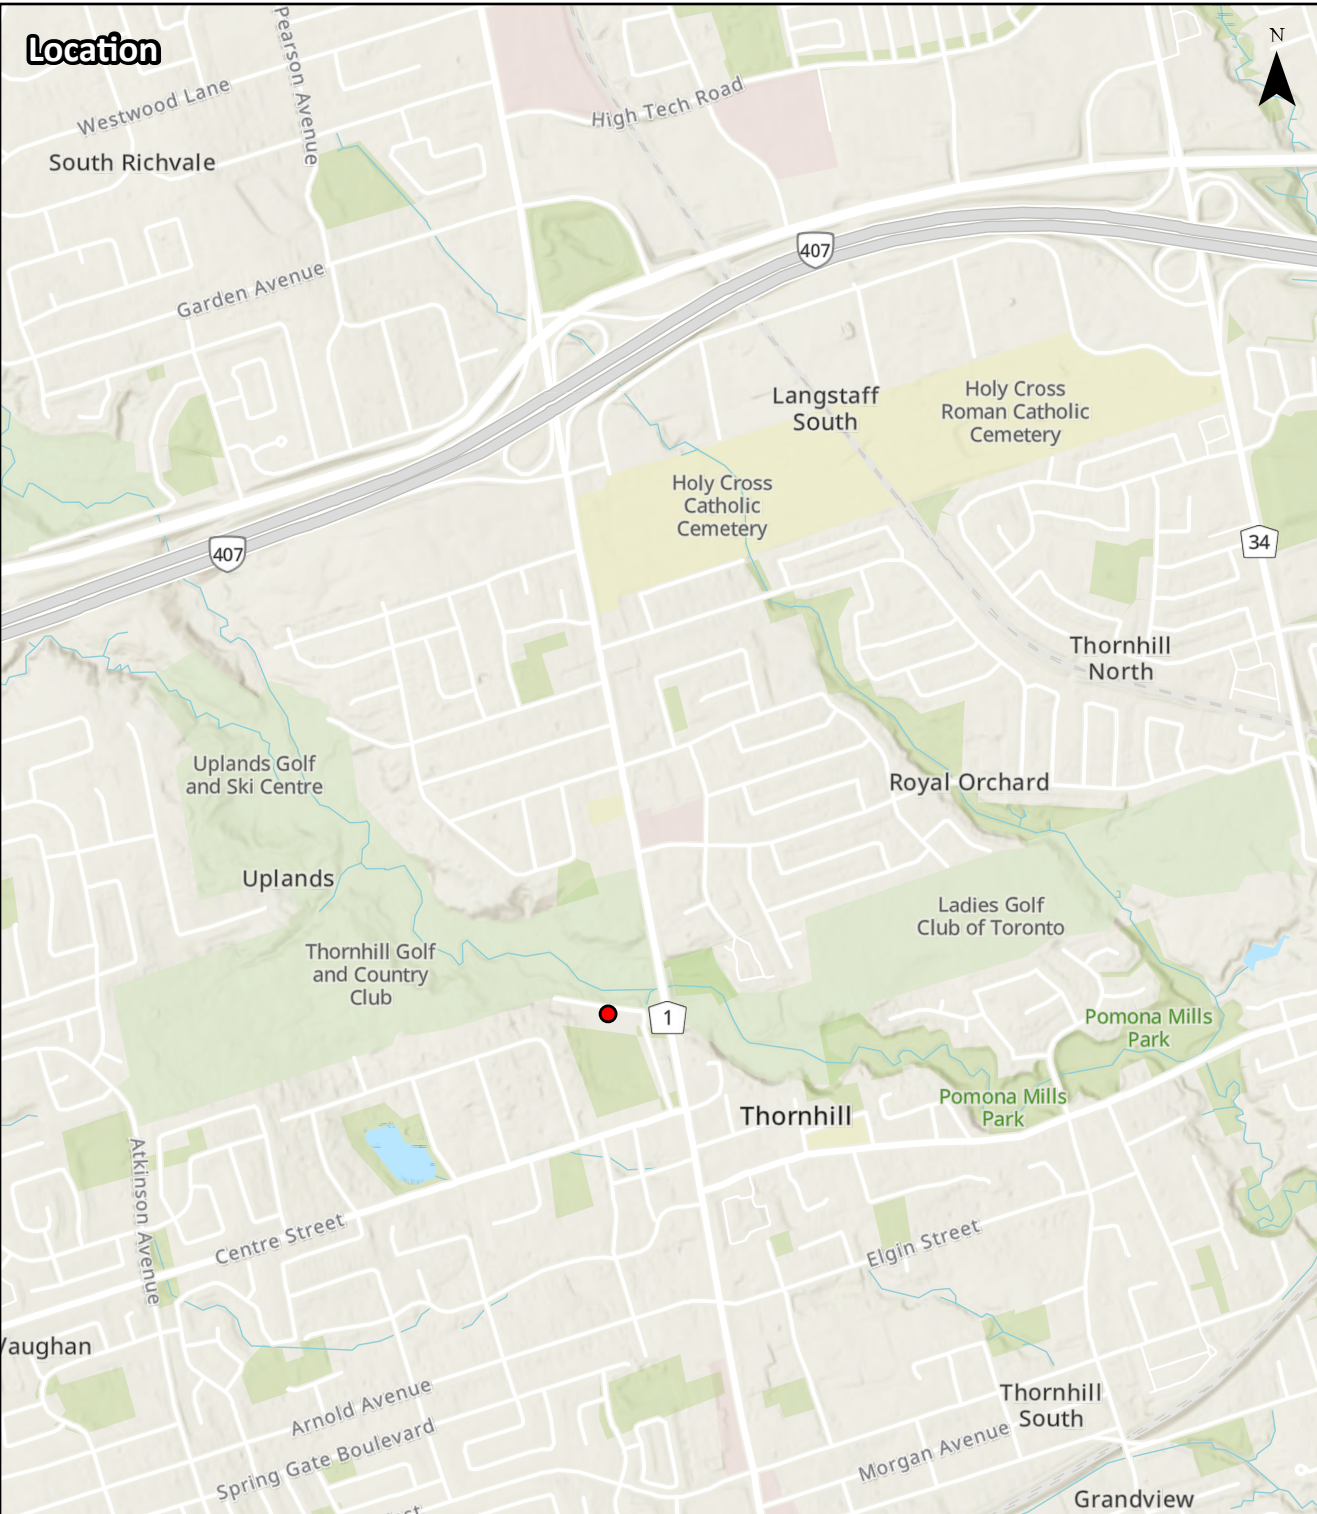 Location
N
Pearson Avenue
Westwood Lane
High Tech Road
South Richvale
407
Garden Avenue
Langstaff
South
Holy Cross
Roman Catholic
Cemetery
Holy Cross
Catholic
Cemetery
34
407
Thornhill
North
Uplands Golf
and Ski Centre
Royal Orchard
Uplands
Ladies Golf
Club of Toronto
Thornhill Golf
and Country
Club
1
Pomona Mills
Park
Pomona Mills
Park
Thornhill
Atkinson Avenue
Centre Street
Elgin Street
Vaughan
Arnold Avenue
Thornhill
South
Spring Gate Boulevard
Morgan Avenue
Grandview